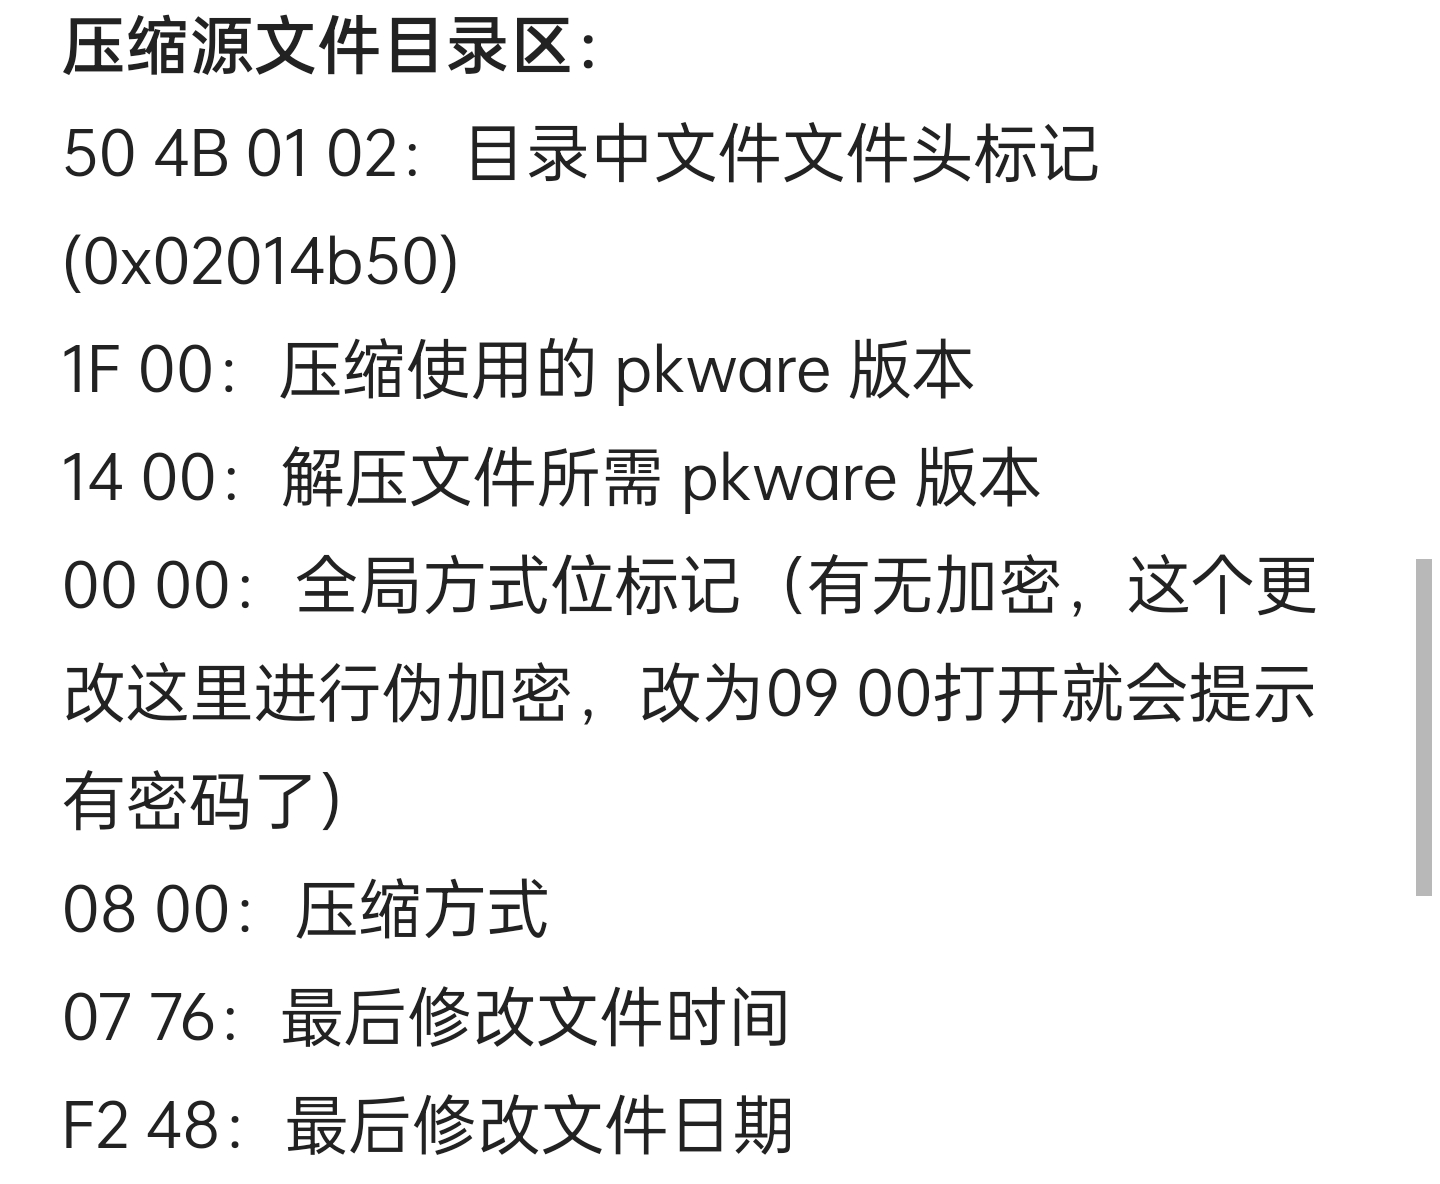 压缩源文件目录区：
50 4B 01 02：目录中文件文件头标记
(0x02014b50)
1F 00：压缩使用的 pkware 版本
14 00：解压文件所需 pkware 版本
00 00：全局方式位标记（有无加密，这个更
改这里进行伪加密，改为09 00打开就会提示
有密码了）
08 00：压缩方式
07 76：最后修改文件时间
F2 48：最后修改文件日期